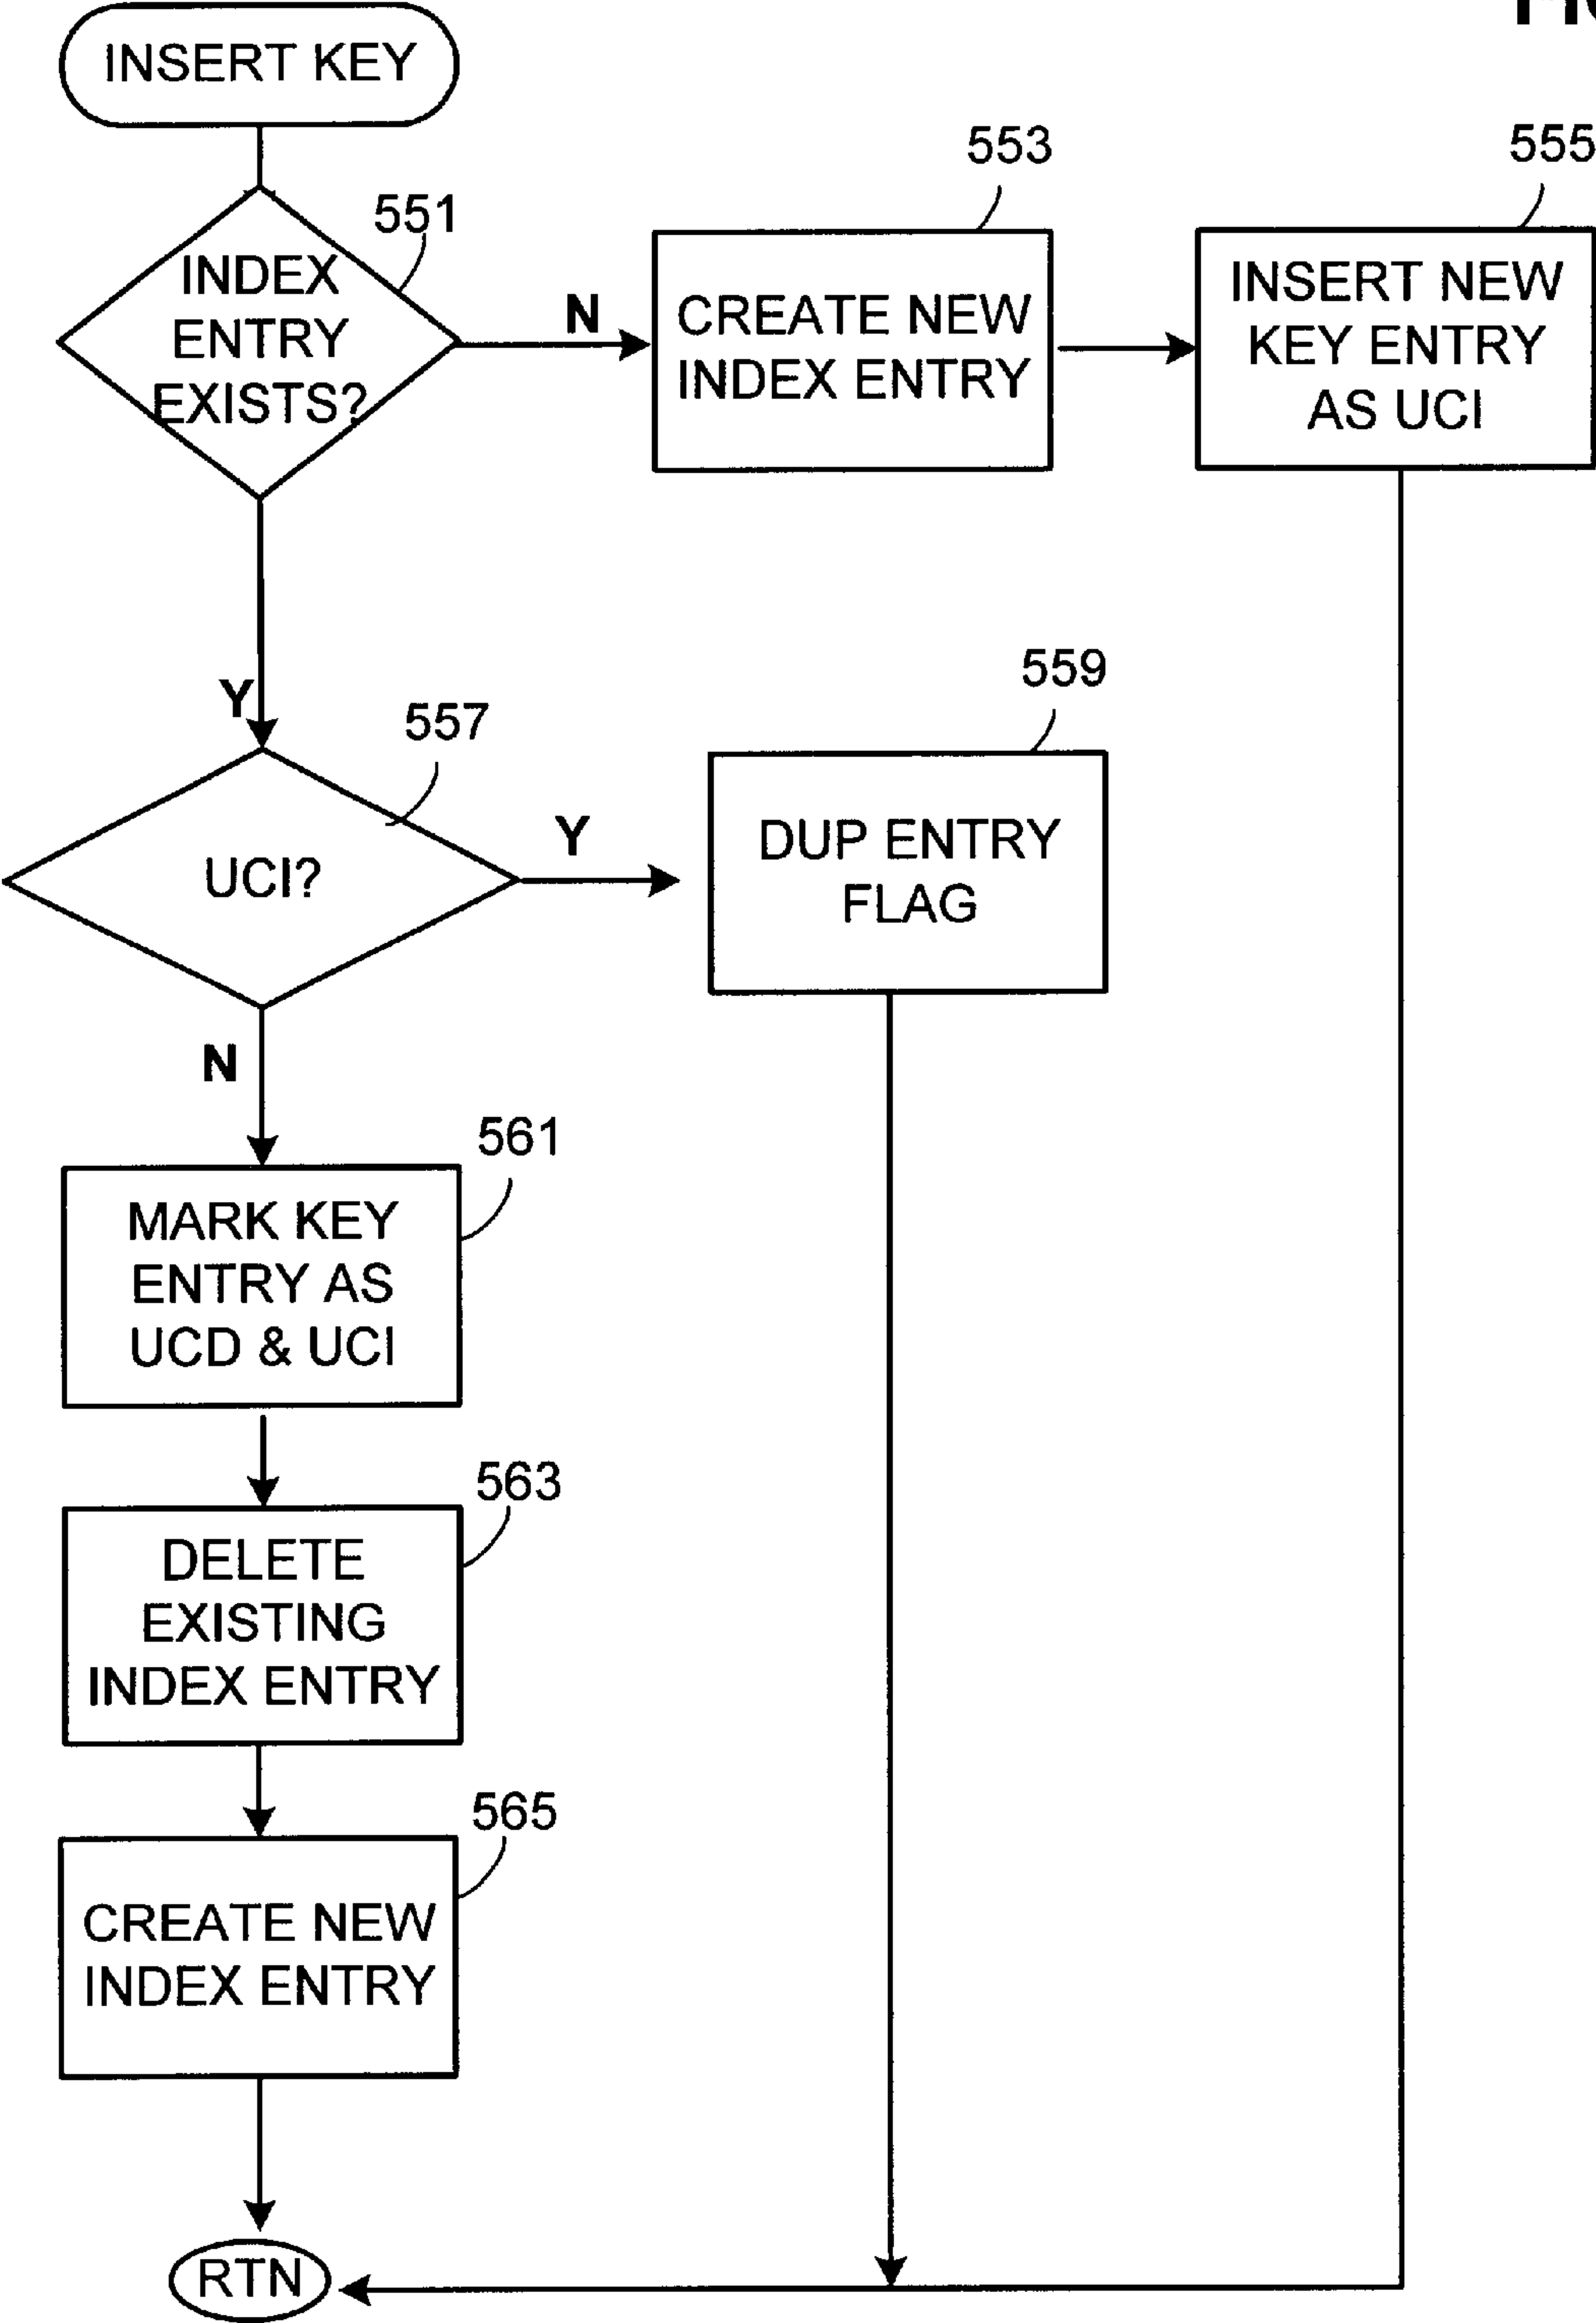 INSERT KEY
551
INDEX
ENTRY
EXISTS?
N
553
CREATE NEW
INDEX ENTRY
555
INSERT NEW
KEY ENTRY
AS UCI
Y
557
UCI?
Y
559
DUP ENTRY
FLAG
N
561
MARK KEY
ENTRY AS
UCD & UCI
563
DELETE
EXISTING
INDEX ENTRY
565
CREATE NEW
INDEX ENTRY
RTN